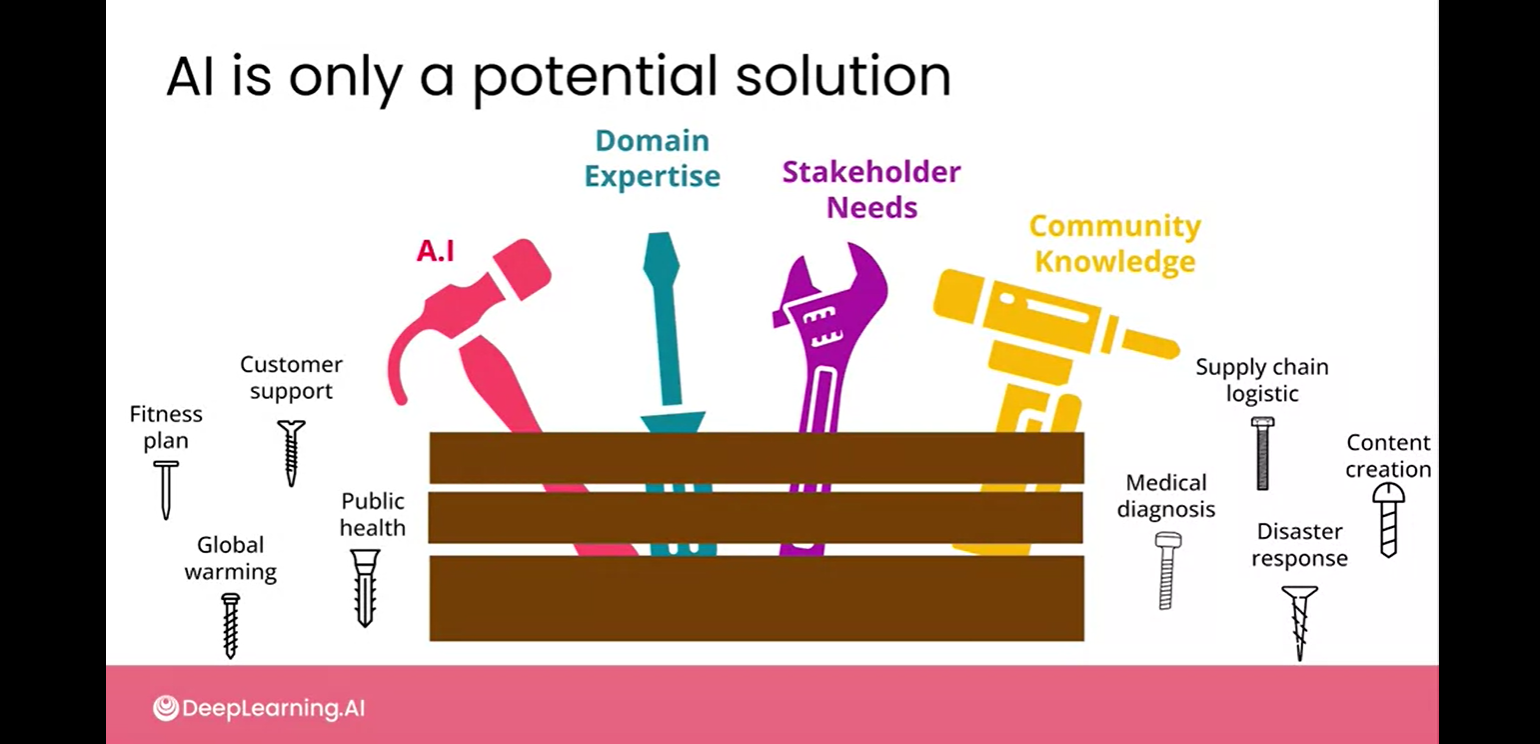 AI is only a potential solution
Domain
Expertise
Stakeholder
Needs
A.I
Community
Knowledge
Customer
support
Fitness
plan
Public
health
Global
warming
Supply chain
logistic
Content
creation
Medical
diagnosis
Disaster
response
DeepLearning.AI